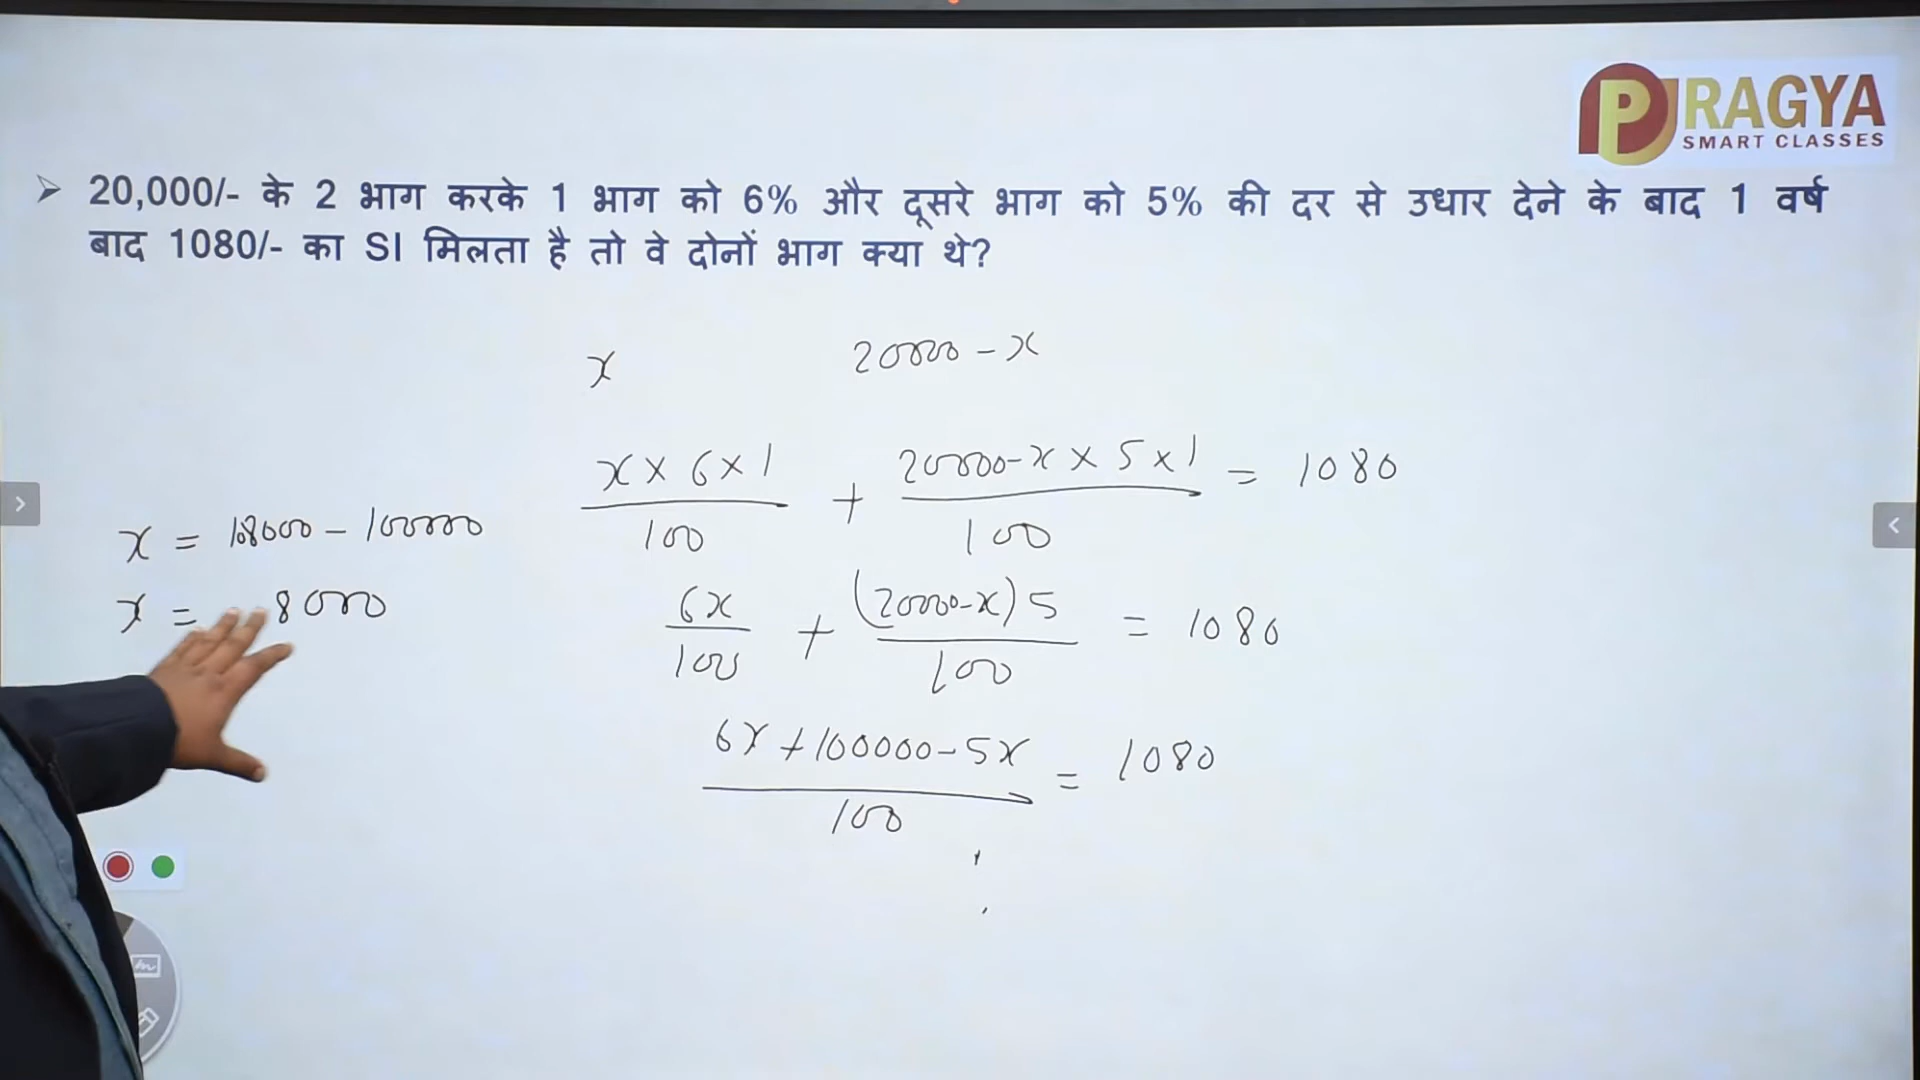 PRAGYA
SMART CLASSES
➢ 20,000/- के 2 भाग करके 1 भाग को 6% और दूसरे भाग को 5% की दर से उधार देने के बाद 1 वर्ष
बाद 1080/- का SI मिलता है तो वे दोनों भाग क्या थे?
x 20000 - x
x × 6 × 1 / 100 + 20000 - x × 5 × 1 / 100 = 1080
6x / 100 + (20000 - x) 5 / 100 = 1080
6x + 100000 - 5x / 100 = 1080
x = 108000 - 100000
x = 8000